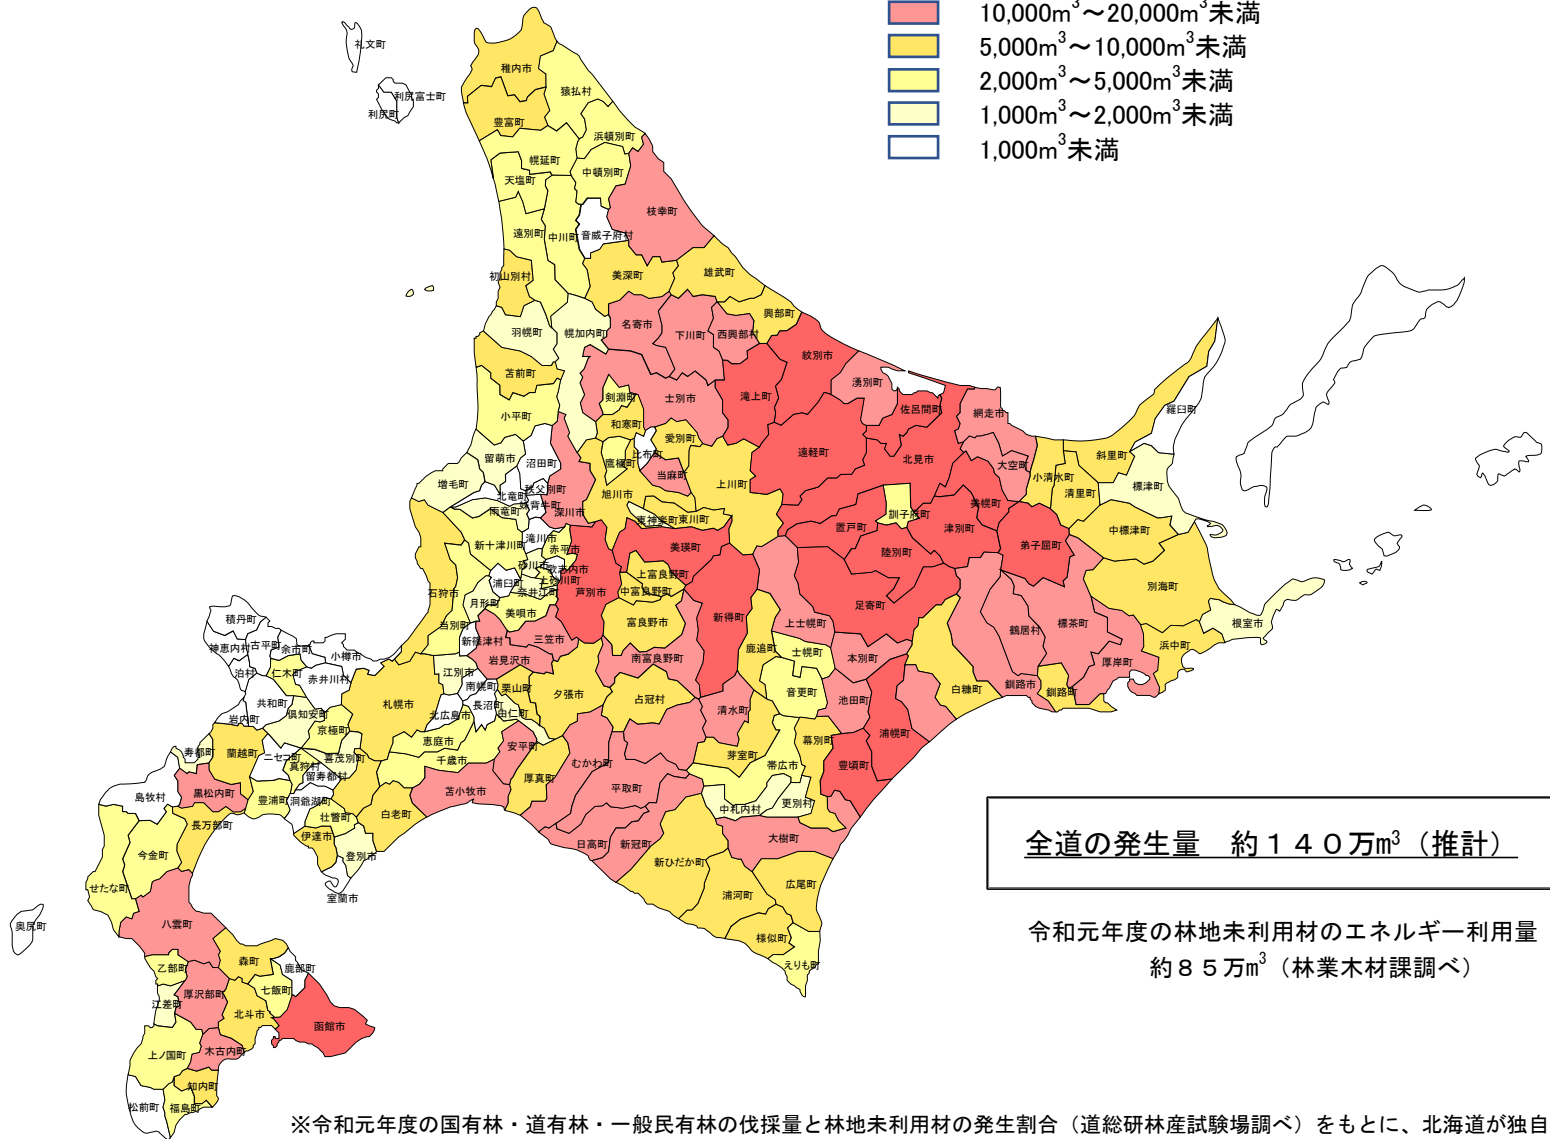 10,000m³～20,000m³未満
5,000m³～10,000m³未満
2,000m³～5,000m³未満
1,000m³～2,000m³未満
1,000m³未満
礼文町
利尻富士町
利尻町
稚内市
猿払村
豊富町
浜頓別町
幌延町
中頓別町
天塩町
枝幸町
遠別町
中川町
音威子府村
初山別村
美深町
雄武町
興部町
羽幌町
幌加内町
名寄市
下川町
西興部村
紋別市
苫前町
湧別町
士別市
滝上町
剣淵町
佐呂間町
網走市
羅臼町
小平町
和寒町
愛別町
遠軽町
北見市
大空町
斜里町
留萌市
沼田町
比布町
鷹栖町
当麻町
上川町
小清水町
清里町
標津町
増毛町
秩父別町
北竜町
妹背牛町
旭川市
美幌町
雨竜町
深川市
東神楽町
東川町
訓子府町
置戸町
津別町
中標津町
新十津川町
滝川市
赤平市
美瑛町
陸別町
弟子屈町
砂川市
歌志内市
上砂川町
上富良野町
浦臼町
奈井江町
芦別市
中富良野町
別海町
石狩市
月形町
美唄市
富良野市
新得町
足寄町
積丹町
当別町
上士幌町
標茶町
根室市
神恵内村
古平町
余市町
小樽市
新篠津村
三笠市
鶴居村
鹿追町
士幌町
浜中町
泊村
仁木町
赤井川村
江別市
岩見沢市
南富良野町
本別町
厚岸町
南幌町
栗山町
夕張市
占冠村
音更町
池田町
白糠町
釧路市
釧路町
共和町
岩内町
倶知安町
札幌市
北広島市
長沼町
由仁町
清水町
京極町
恵庭市
浦幌町
寿都町
蘭越町
ニセコ町
喜茂別町
安平町
幕別町
真狩村
千歳市
むかわ町
芽室町
帯広市
豊頃町
留寿都村
厚真町
島牧村
黒松内町
豊浦町
洞爺湖町
苫小牧市
平取町
中札内村
更別村
壮瞥町
白老町
長万部町
伊達市
大樹町
今金町
登別市
日高町
新冠町
新ひだか町
せたな町
室蘭市
浦河町
広尾町
奥尻町
八雲町
様似町
えりも町
森町
鹿部町
乙部町
七飯町
厚沢部町
江差町
北斗市
函館市
上ノ国町
木古内町
知内町
松前町
福島町
全道の発生量　約１４０万m³（推計）
令和元年度の林地未利用材のエネルギー利用量
約８５万㎥（林業木材課調べ）
※令和元年度の国有林・道有林・一般民有林の伐採量と林地未利用材の発生割合（道総研林産試験場調べ）をもとに、北海道が独自